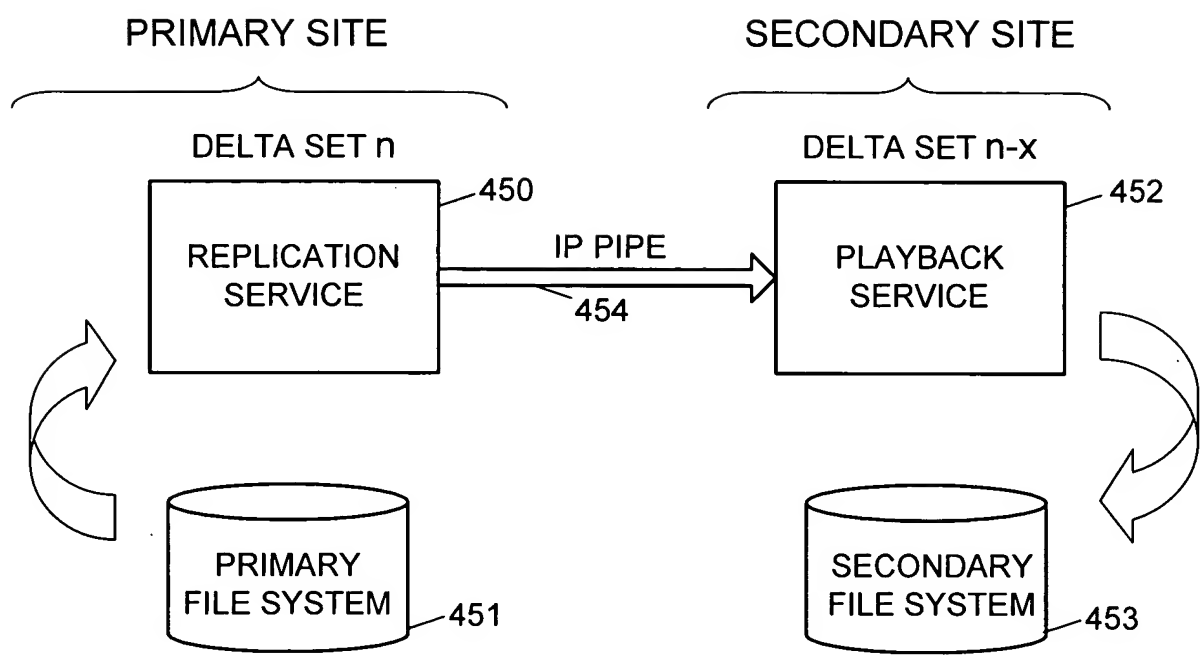 PRIMARY SITE
SECONDARY SITE
DELTA SET n
DELTA SET n-x
450
452
REPLICATION
SERVICE
IP PIPE
454
PLAYBACK
SERVICE
PRIMARY
FILE SYSTEM
451
SECONDARY
FILE SYSTEM
453